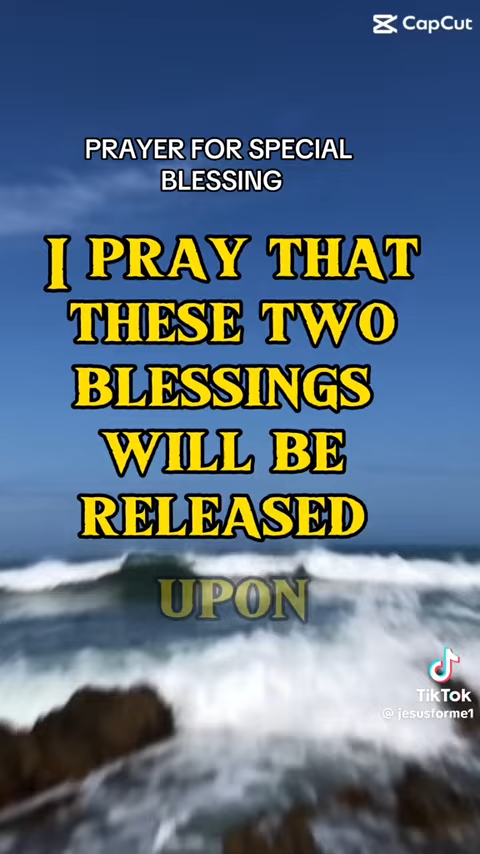 CapCut
PRAYER FOR SPECIAL
BLESSING
I PRAY THAT
THESE TWO
BLESSINGS
WILL BE
RELEASED
UPON
TikTok
@ jesusforme1